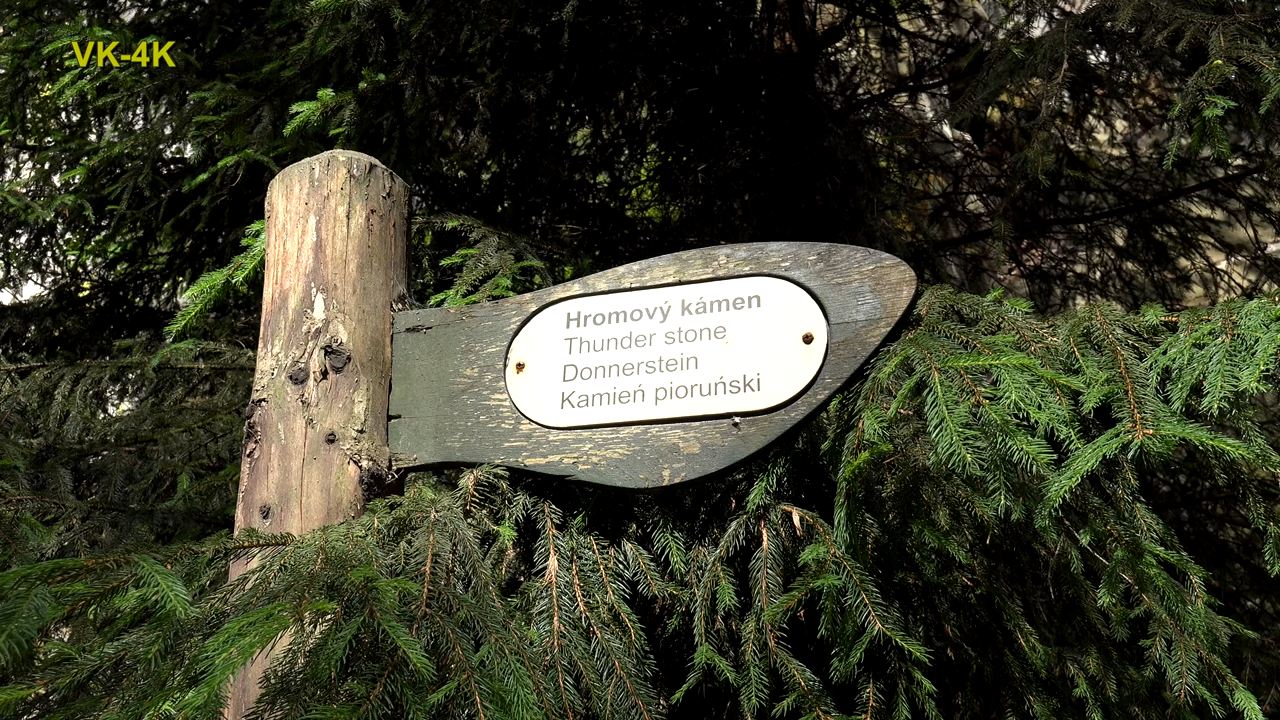 VK-4K
Hromový kámen
Thunder stone
Donnerstein
Kamień pioruński